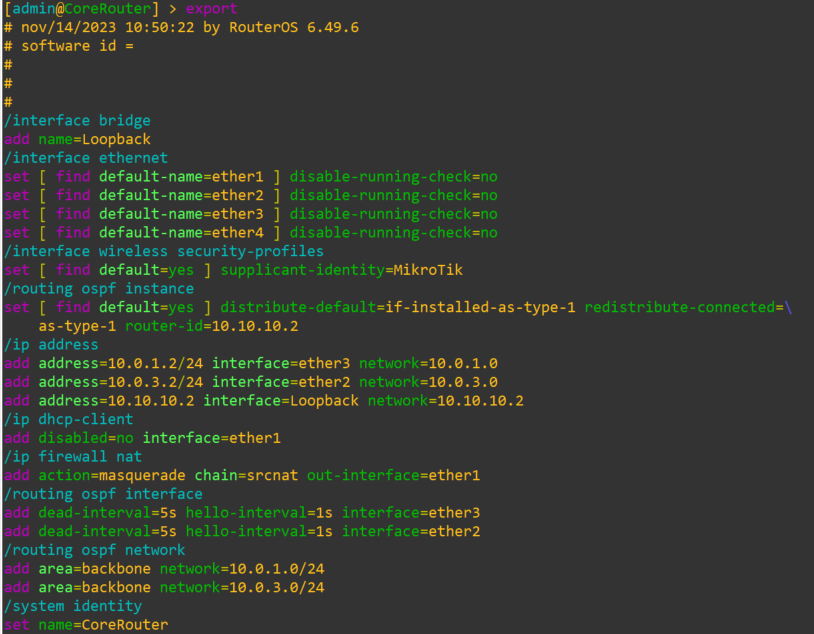 [admin@CoreRouter] > export
# nov/14/2023 10:50:22 by RouterOS 6.49.6
# software id =
#
#
#
/interface bridge
add name=Loopback
/interface ethernet
set [ find default-name=ether1 ] disable-running-check=no
set [ find default-name=ether2 ] disable-running-check=no
set [ find default-name=ether3 ] disable-running-check=no
set [ find default-name=ether4 ] disable-running-check=no
/interface wireless security-profiles
set [ find default=yes ] supplicant-identity=MikroTik
/routing ospf instance
set [ find default=yes ] distribute-default=if-installed-as-type-1 redistribute-connected=\
    as-type-1 router-id=10.10.10.2
/ip address
add address=10.0.1.2/24 interface=ether3 network=10.0.1.0
add address=10.0.3.2/24 interface=ether2 network=10.0.3.0
add address=10.10.10.2 interface=Loopback network=10.10.10.2
/ip dhcp-client
add disabled=no interface=ether1
/ip firewall nat
add action=masquerade chain=srcnat out-interface=ether1
/routing ospf interface
add dead-interval=5s hello-interval=1s interface=ether3
add dead-interval=5s hello-interval=1s interface=ether2
/routing ospf network
add area=backbone network=10.0.1.0/24
add area=backbone network=10.0.3.0/24
/system identity
set name=CoreRouter